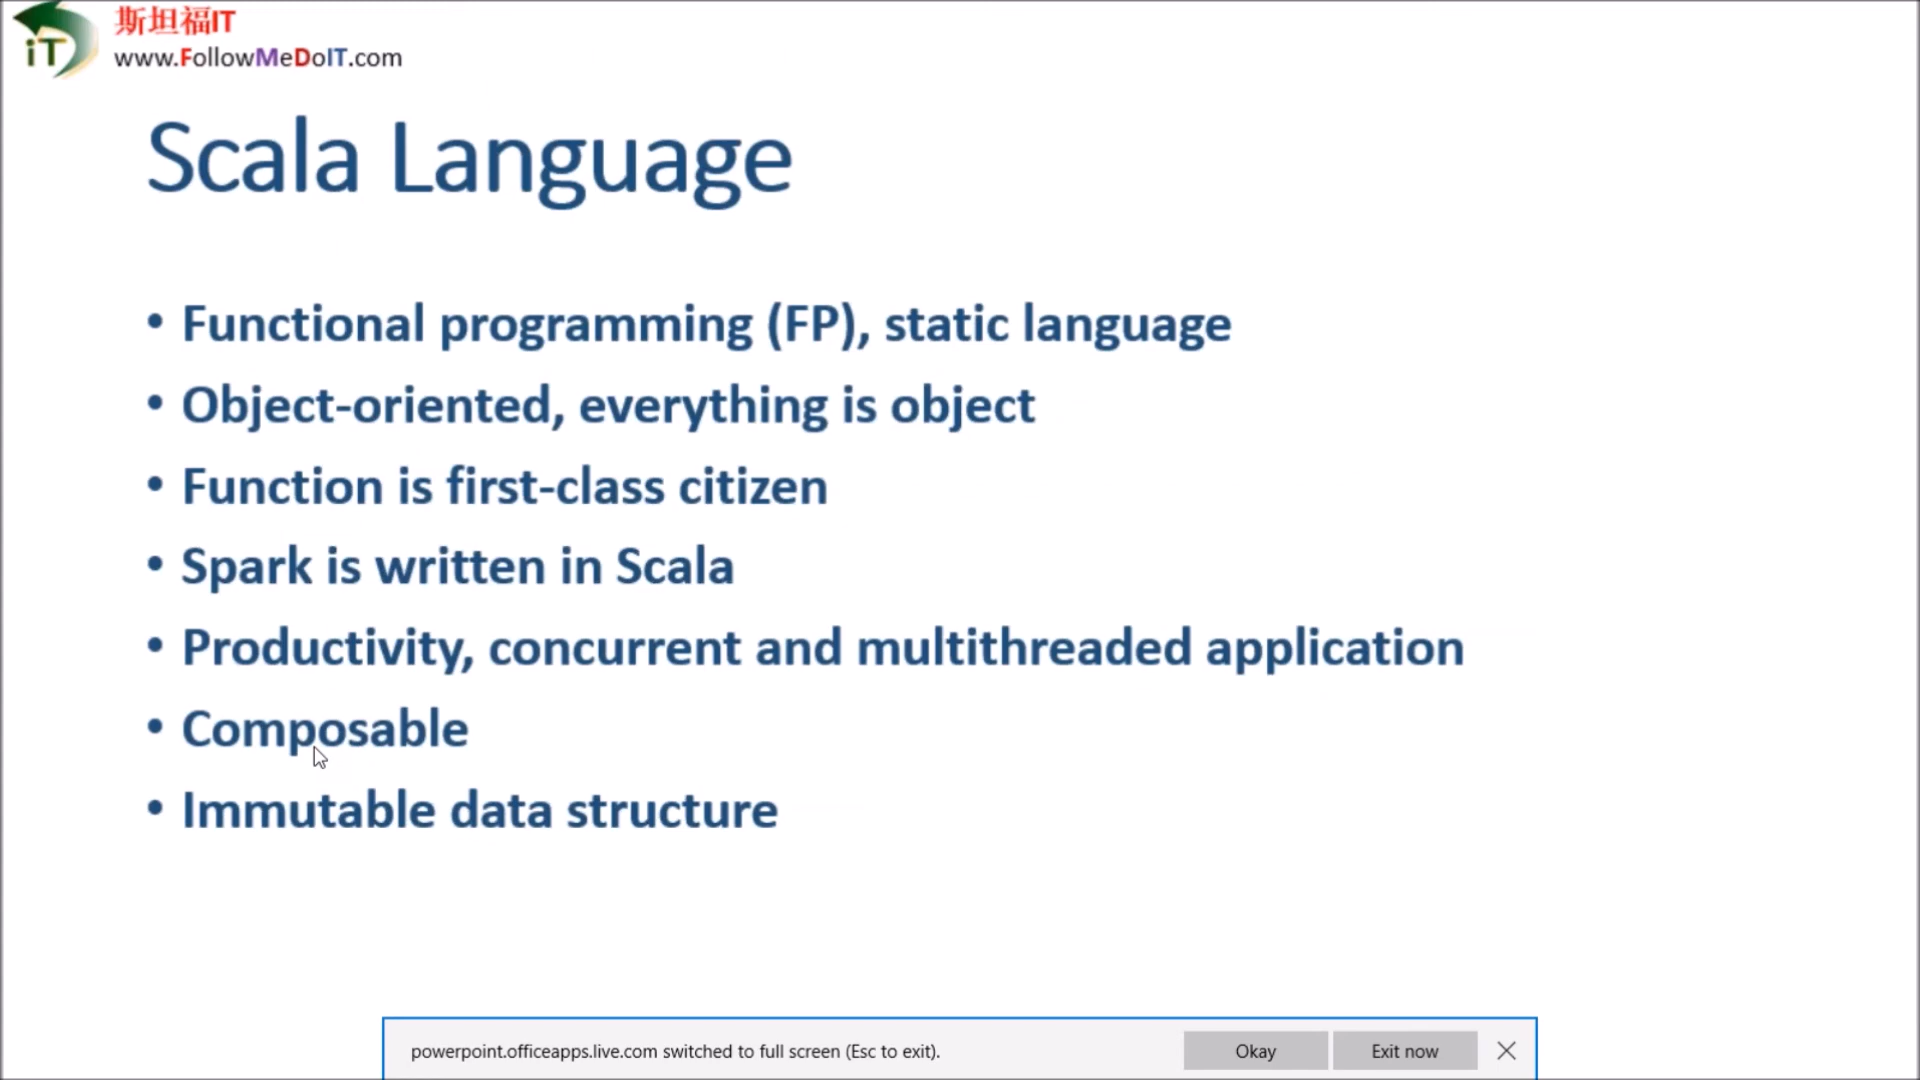 iT
斯坦福IT
www.FollowMeDoIT.com
Scala Language
• Functional programming (FP), static language
• Object-oriented, everything is object
• Function is first-class citizen
• Spark is written in Scala
• Productivity, concurrent and multithreaded application
• Composable
• Immutable data structure
powerpoint.officeapps.live.com switched to full screen (Esc to exit). Okay Exit now